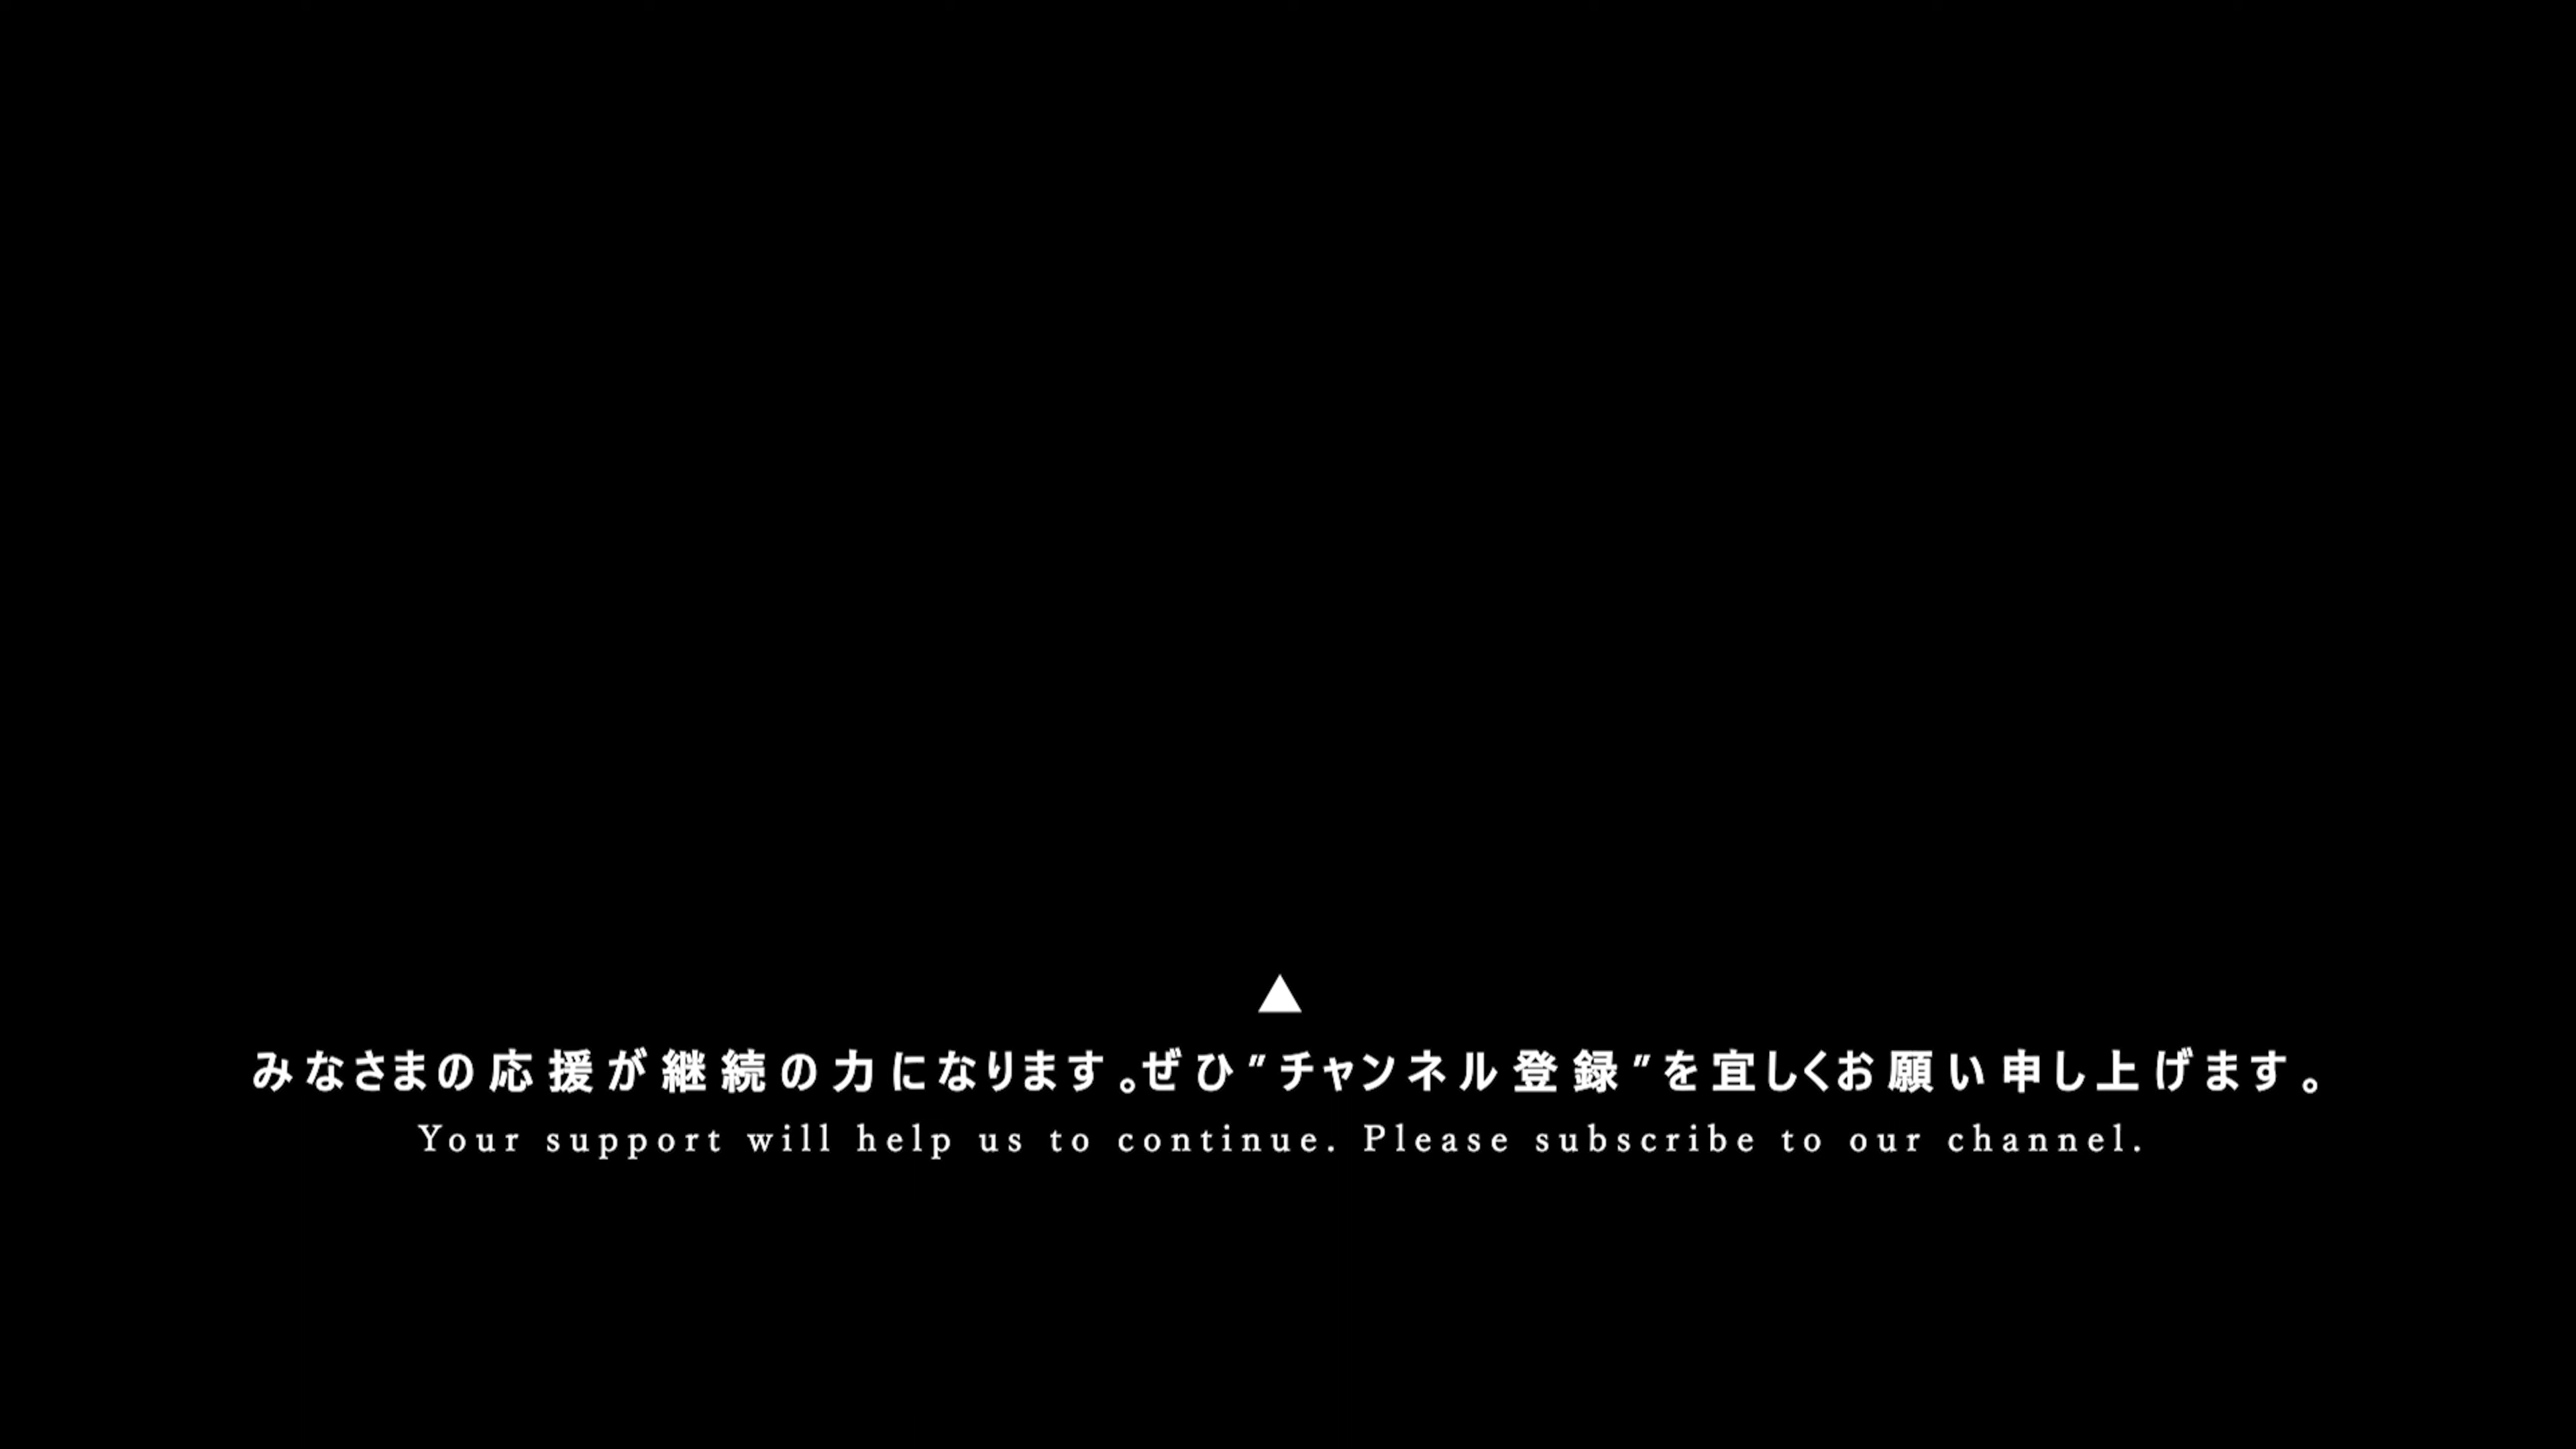 みなさまの応援が継続の力になります。ぜひ”チャンネル登録”を宜しくお願い申し上げます。
Your support will help us to continue. Please subscribe to our channel.